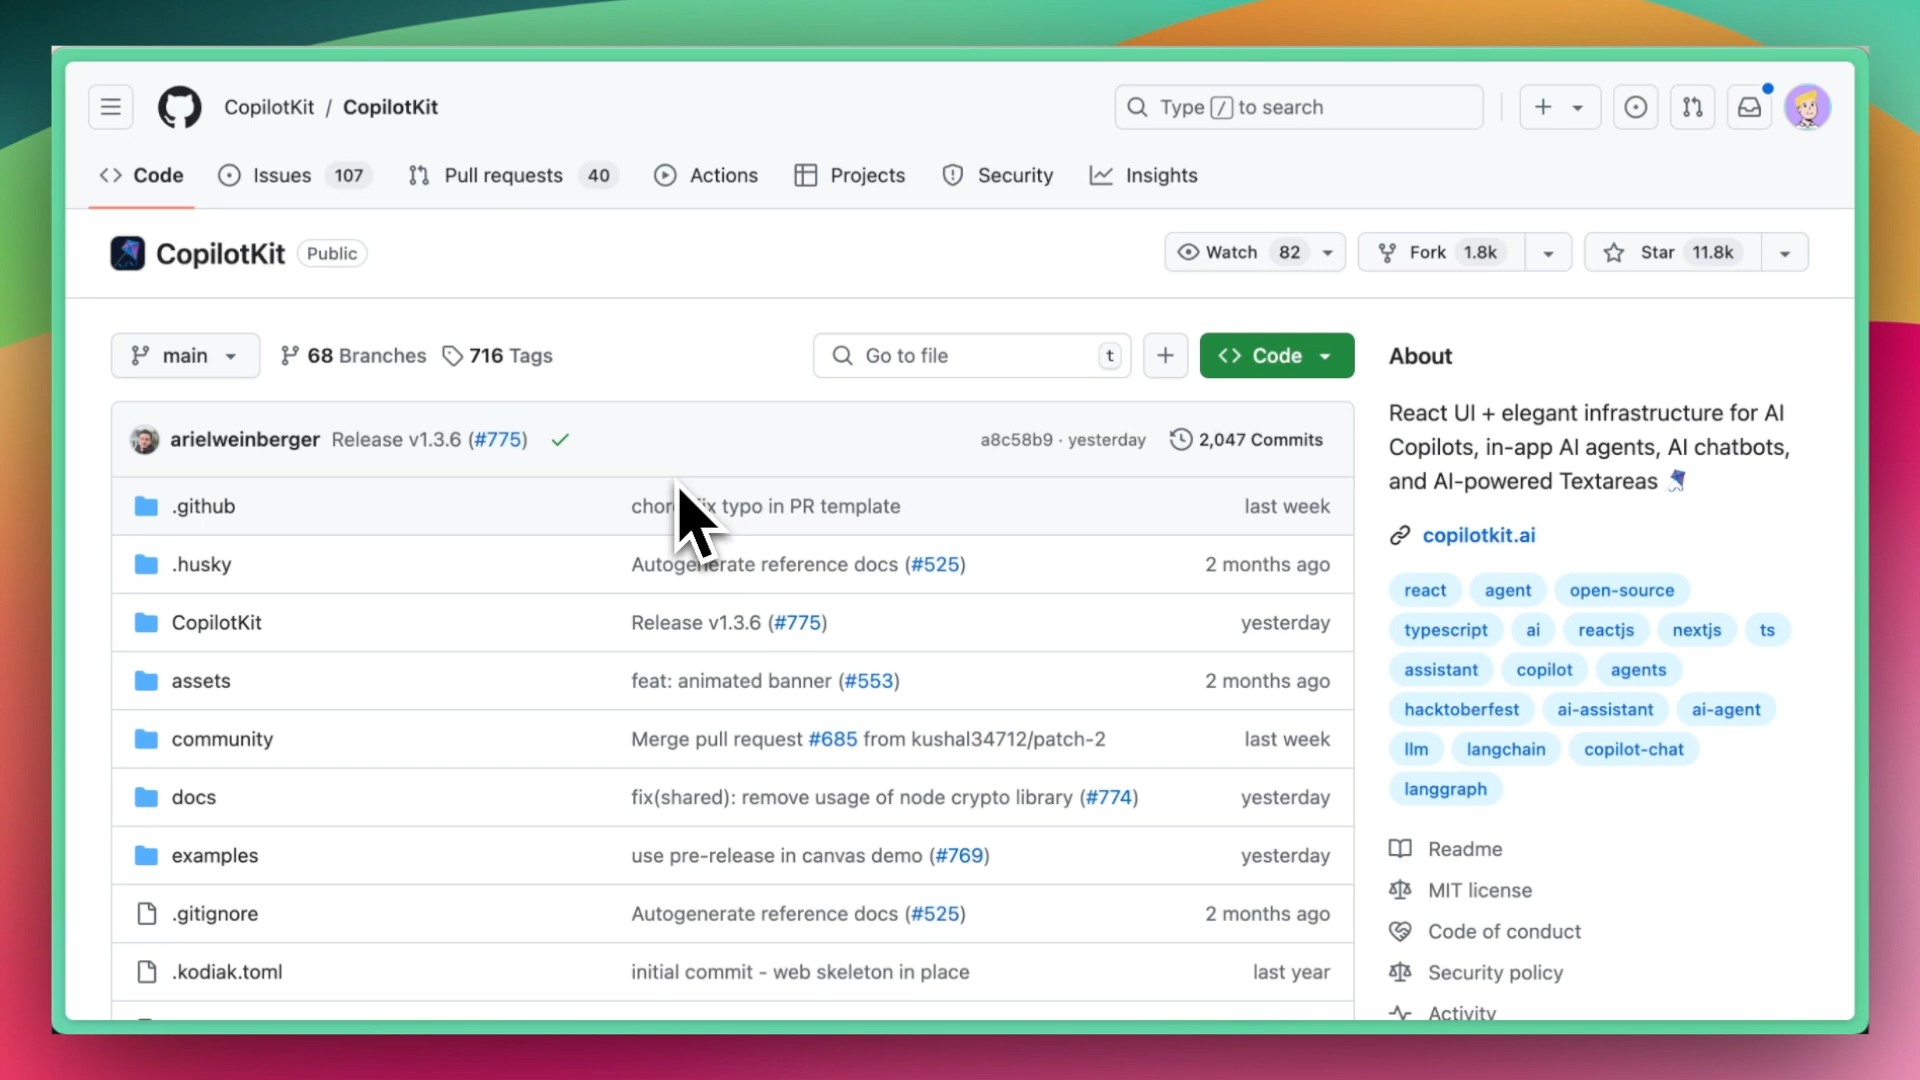 CopilotKit / CopilotKit
Type / to search
Code
Issues 107
Pull requests 40
Actions
Projects
Security
Insights
CopilotKit Public
Watch 82
Fork 1.8k
Star 11.8k
main
68 Branches
716 Tags
Go to file t
Code
arielweinberger Release v1.3.6 (#775) a8c58b9 · yesterday 2,047 Commits
.github typo in PR template last week
.husky Autogenerate reference docs (#525) 2 months ago
CopilotKit Release v1.3.6 (#775) yesterday
assets feat: animated banner (#553) 2 months ago
community Merge pull request #685 from kushal34712/patch-2 last week
docs fix(shared): remove usage of node crypto library (#774) yesterday
examples use pre-release in canvas demo (#769) yesterday
.gitignore Autogenerate reference docs (#525) 2 months ago
.kodiak.toml initial commit - web skeleton in place last year
About
React UI + elegant infrastructure for AI
Copilots, in-app AI agents, AI chatbots,
and AI-powered Textareas
copilotkit.ai
react agent open-source
typescript ai reactjs nextjs ts
assistant copilot agents
hacktoberfest ai-assistant ai-agent
llm langchain copilot-chat
langgraph
Readme
MIT license
Code of conduct
Security policy
Activity